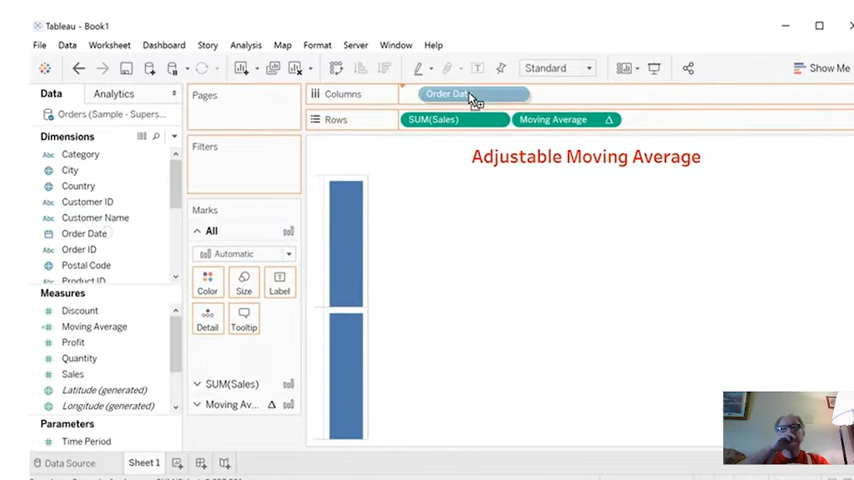 Tableau - Book1
File Data Worksheet Dashboard Story Analysis Map Format Server Window Help
Standard
Show Me
Data Analytics
Orders (Sample - Supers...
Dimensions
Category
City
Country
Customer ID
Customer Name
Order Date
Order ID
Postal Code
Product ID
Measures
Discount
Moving Average
Profit
Quantity
Sales
Latitude (generated)
Longitude (generated)
Parameters
Time Period
Pages
Filters
Marks
All
Automatic
Color Size Label
Detail Tooltip
SUM(Sales)
Moving Av...
Columns Order Dat
Rows SUM(Sales) Moving Average
Adjustable Moving Average
Data Source Sheet 1